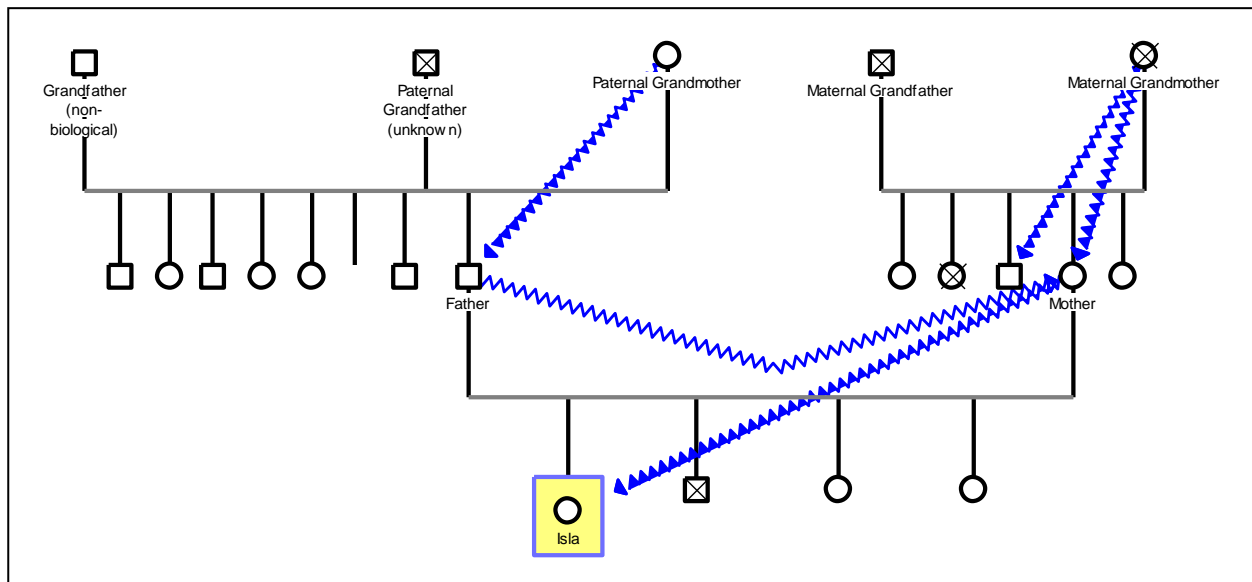 Grandfather
(non-
biological)
Paternal
Grandfather
(unknown)
Paternal Grandmother
Maternal Grandfather
Maternal Grandmother
Father
Mother
Isla